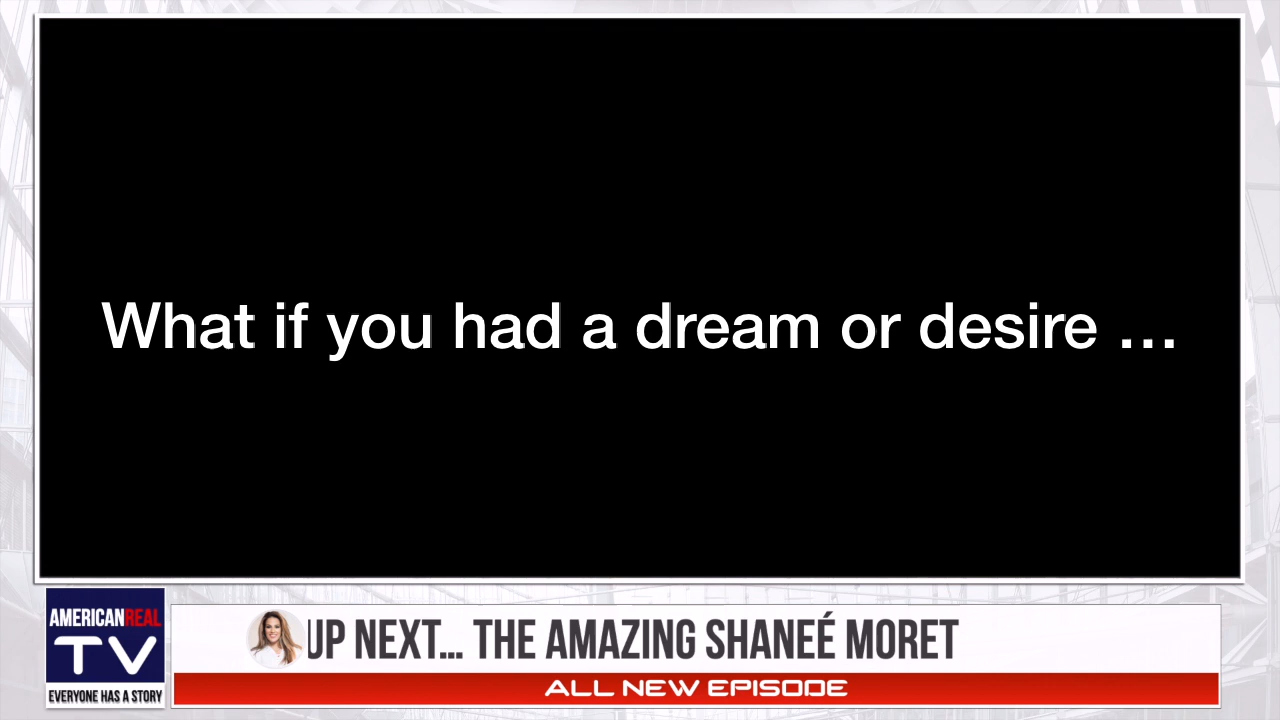 What if you had a dream or desire …
AMERICANREAL
TV
EVERYONE HAS A STORY
UP NEXT... THE AMAZING SHANEÉ MORET
ALL NEW EPISODE